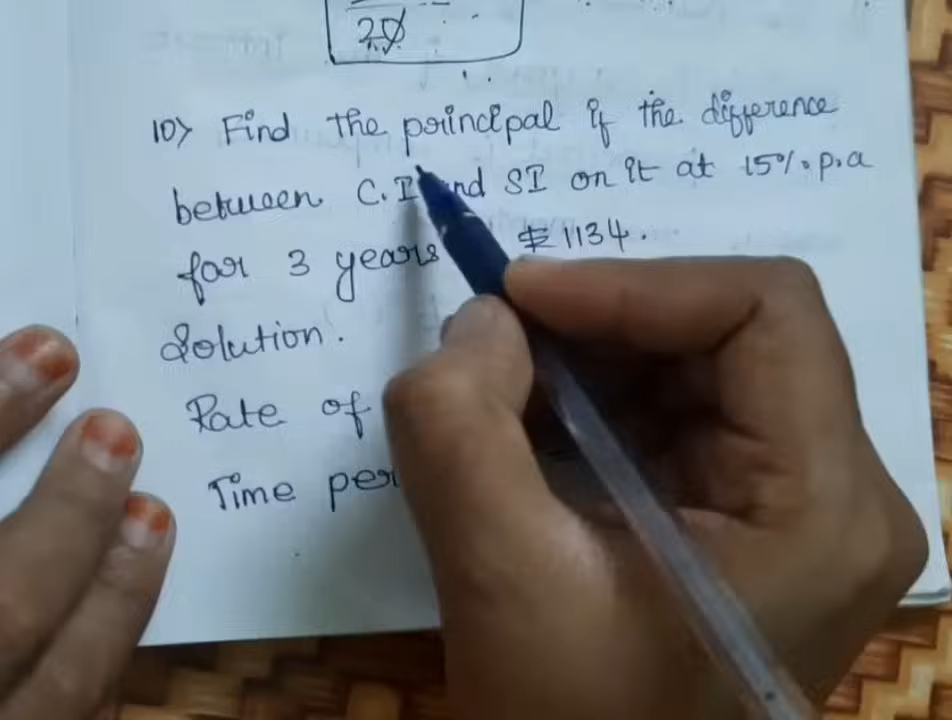 20
10> Find the principal if the difference
between C.I and SI on it at 15% p.a
for 3 years ₹ 1134.
Solution.
Rate of
Time per